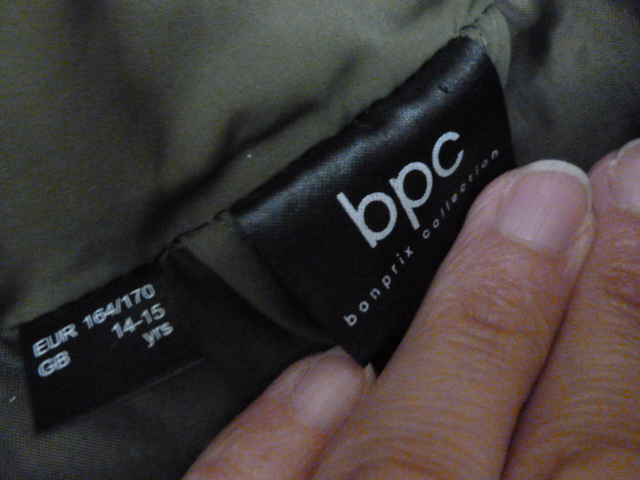 bpc
bonprix collection
EUR 164/170
GB 14-15
yrs